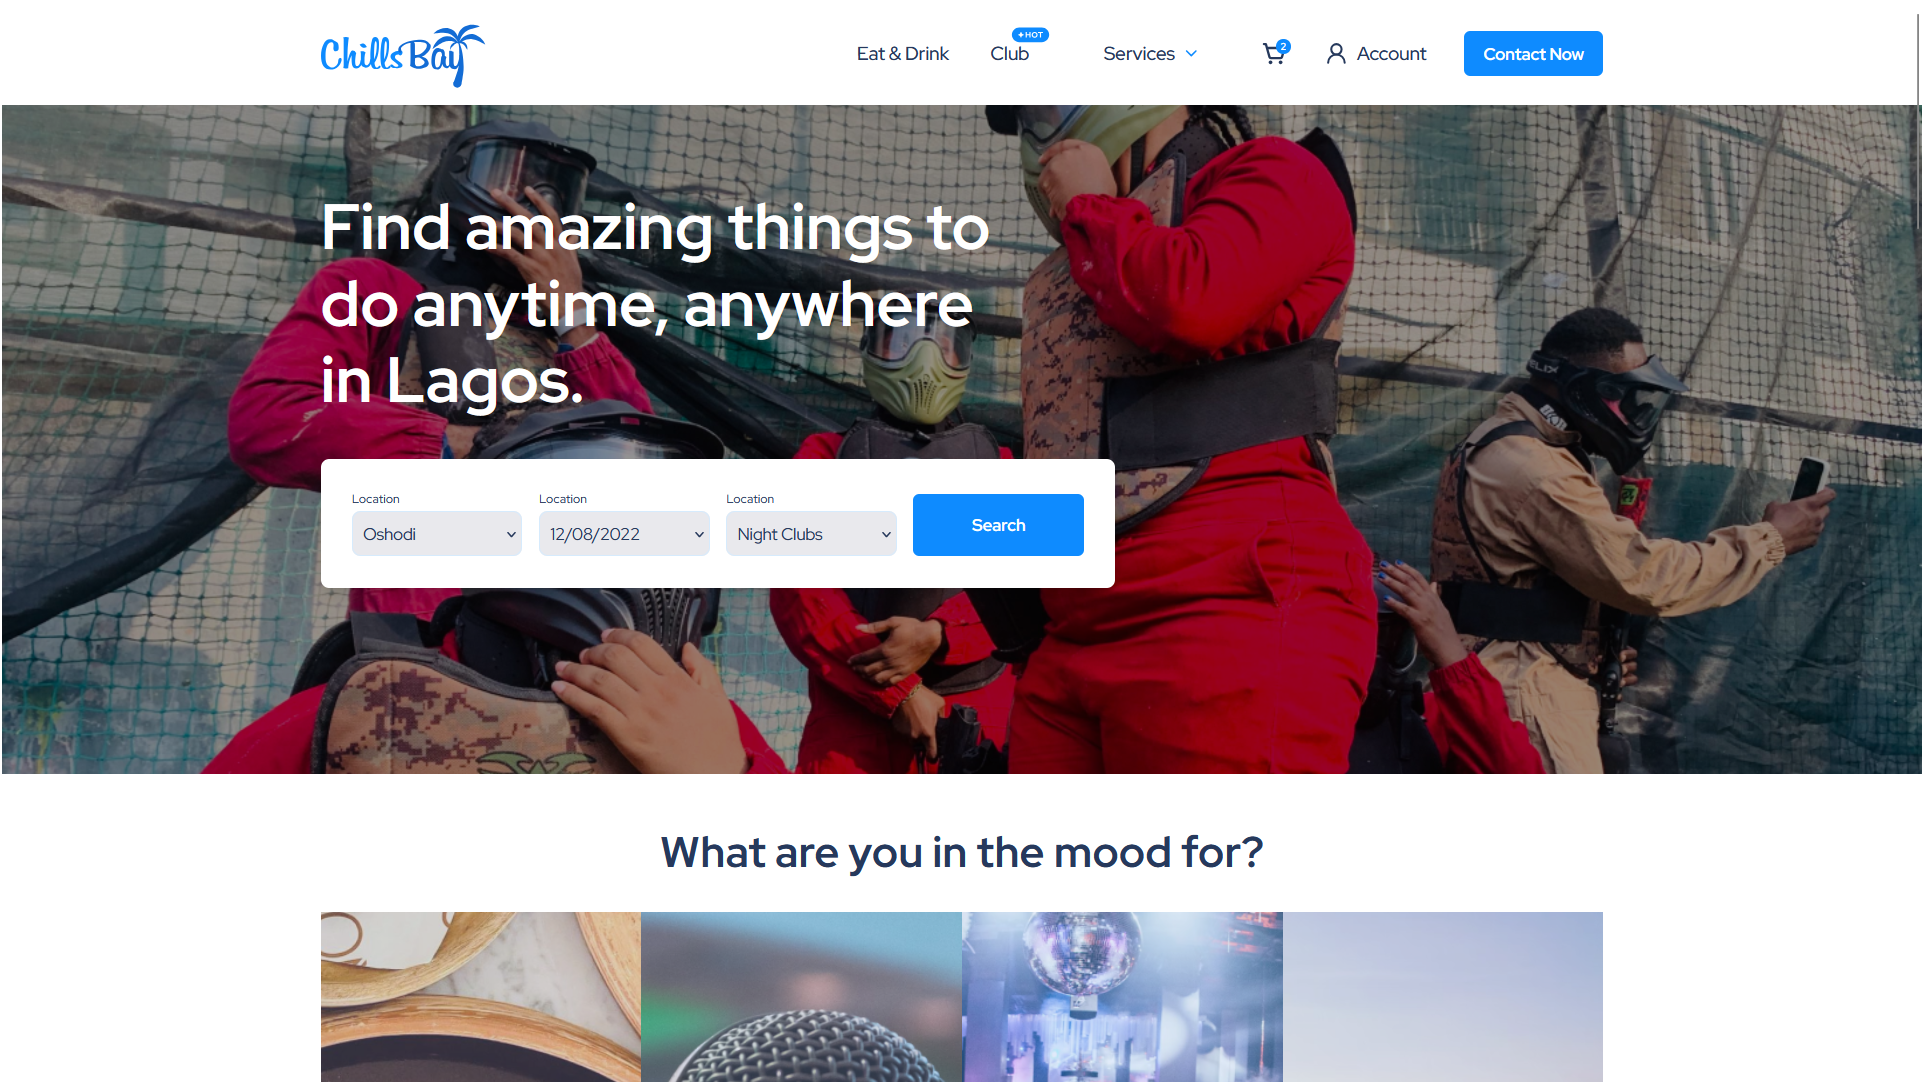 ChillsBay
Eat & Drink
Club
HOT
Services
2
Account
Contact Now
Find amazing things to
do anytime, anywhere
in Lagos.
Location
Location
Location
Oshodi
12/08/2022
Night Clubs
Search
What are you in the mood for?